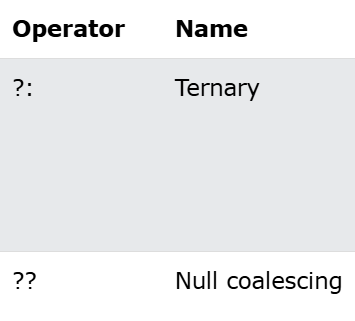 Operator Name
?: Ternary
?? Null coalescing